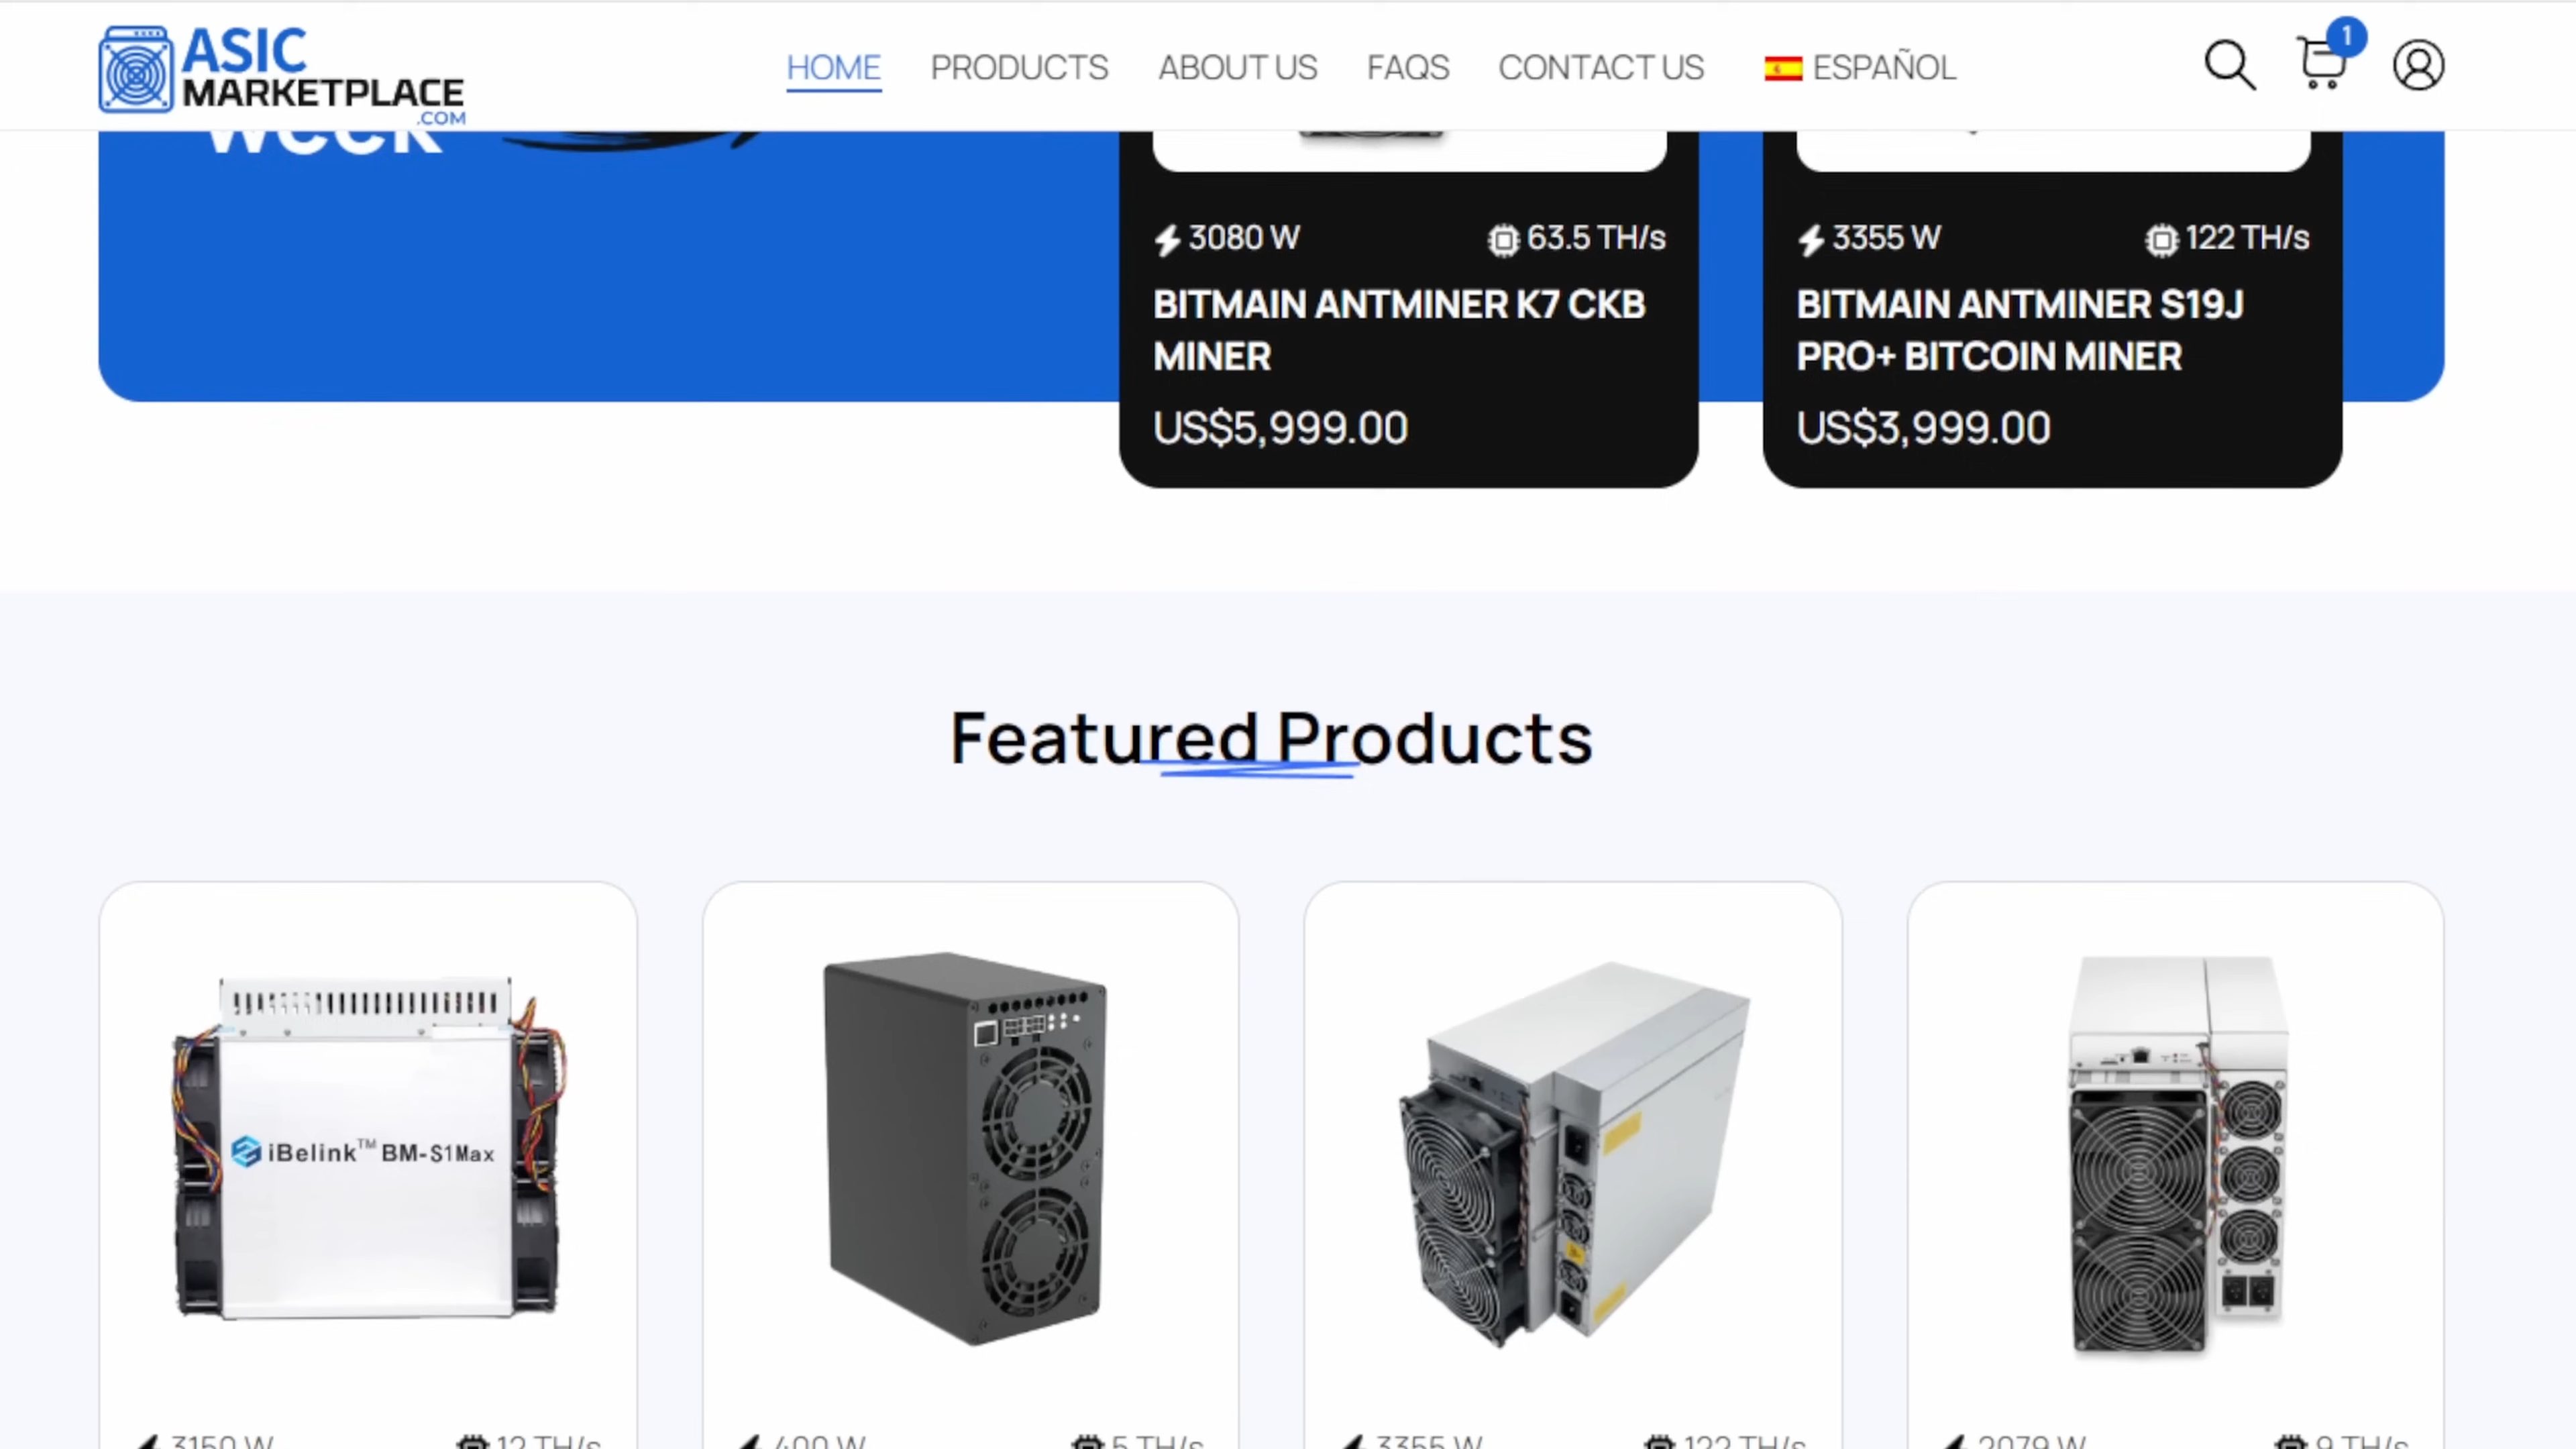 ASIC
MARKETPLACE
.COM
HOME
PRODUCTS
ABOUT US
FAQS
CONTACT US
ESPAÑOL
1
week
3080 W
63.5 TH/s
BITMAIN ANTMINER K7 CKB
MINER
US$5,999.00
3355 W
122 TH/s
BITMAIN ANTMINER S19J
PRO+ BITCOIN MINER
US$3,999.00
Featured Products
iBelink™ BM-S1Max
3150 W
12 TH/s
400 W
5 TH/s
3355 W
122 TH/s
2079 W
9 TH/s